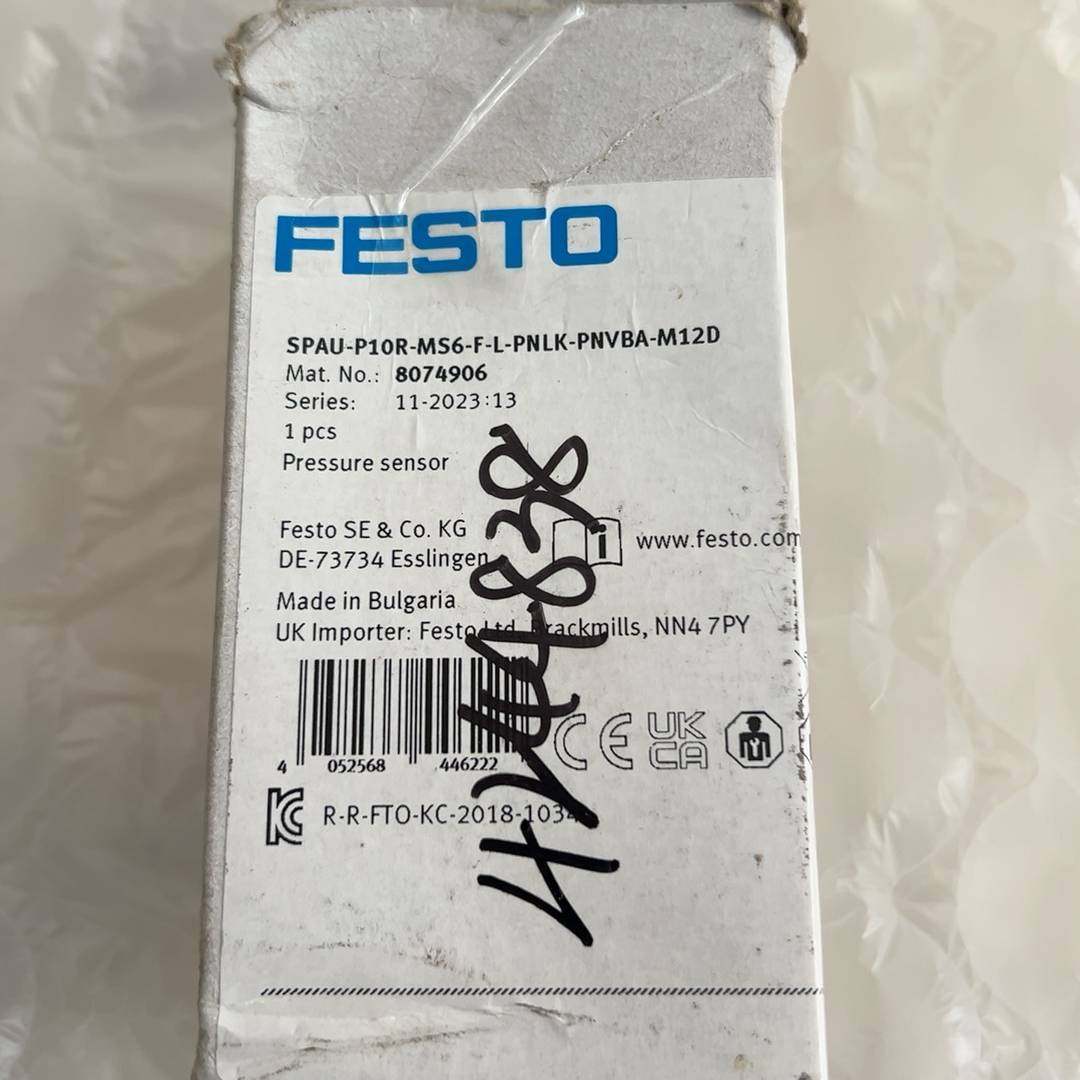 FESTO
SPAU-P10R-MS6-F-L-PNLK-PNVBA-M12D
Mat. No.: 8074906
Series: 11-2023:13
1 pcs
Pressure sensor
Festo SE & Co. KG
DE-73734 Esslingen
i www.festo.com
Made in Bulgaria
UK Importer: Festo Ltd, Brackmills, NN4 7PY
4 052568 446222
CE UK CA
KC R-R-FTO-KC-2018-1034